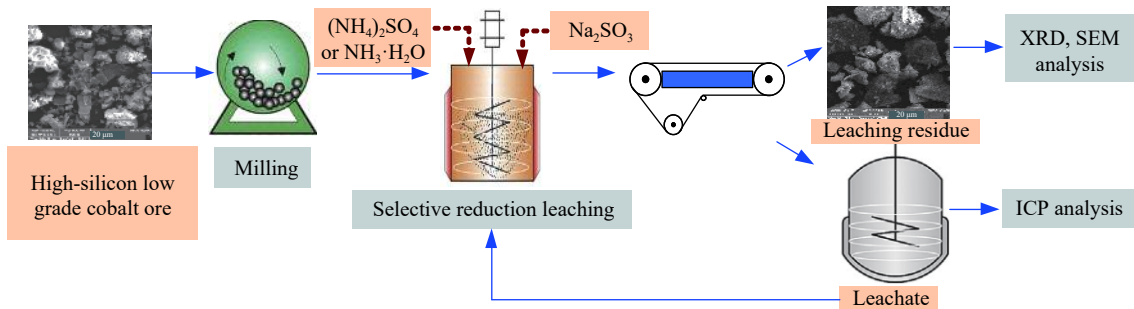 (NH₄)₂SO₄
or NH₃·H₂O
Na₂SO₃
XRD, SEM
analysis
20 μm
20 μm
Leaching residue
Milling
High-silicon low
grade cobalt ore
Selective reduction leaching
ICP analysis
Leachate